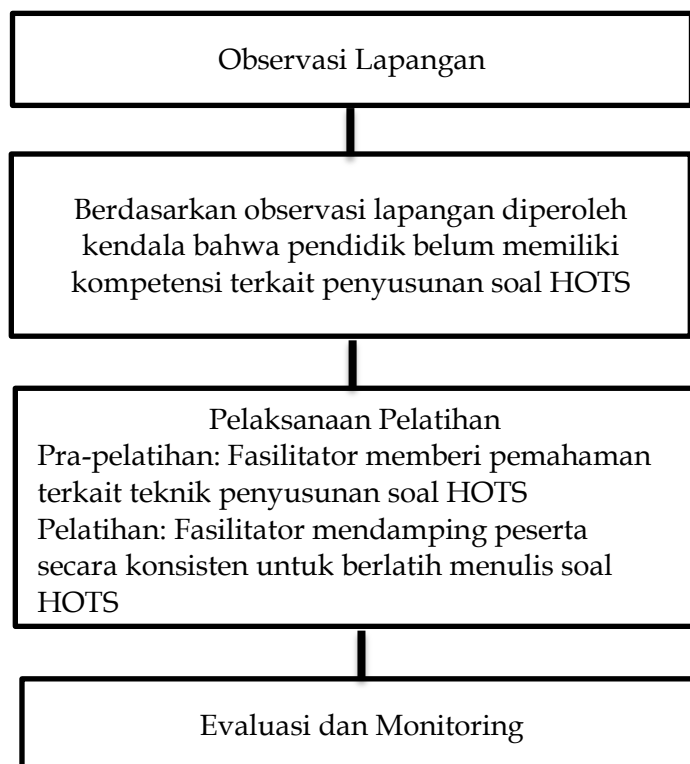 Observasi Lapangan
Berdasarkan observasi lapangan diperoleh
kendala bahwa pendidik belum memiliki
kompetensi terkait penyusunan soal HOTS
Pelaksanaan Pelatihan
Pra-pelatihan: Fasilitator memberi pemahaman
terkait teknik penyusunan soal HOTS
Pelatihan: Fasilitator mendamping peserta
secara konsisten untuk berlatih menulis soal
HOTS
Evaluasi dan Monitoring